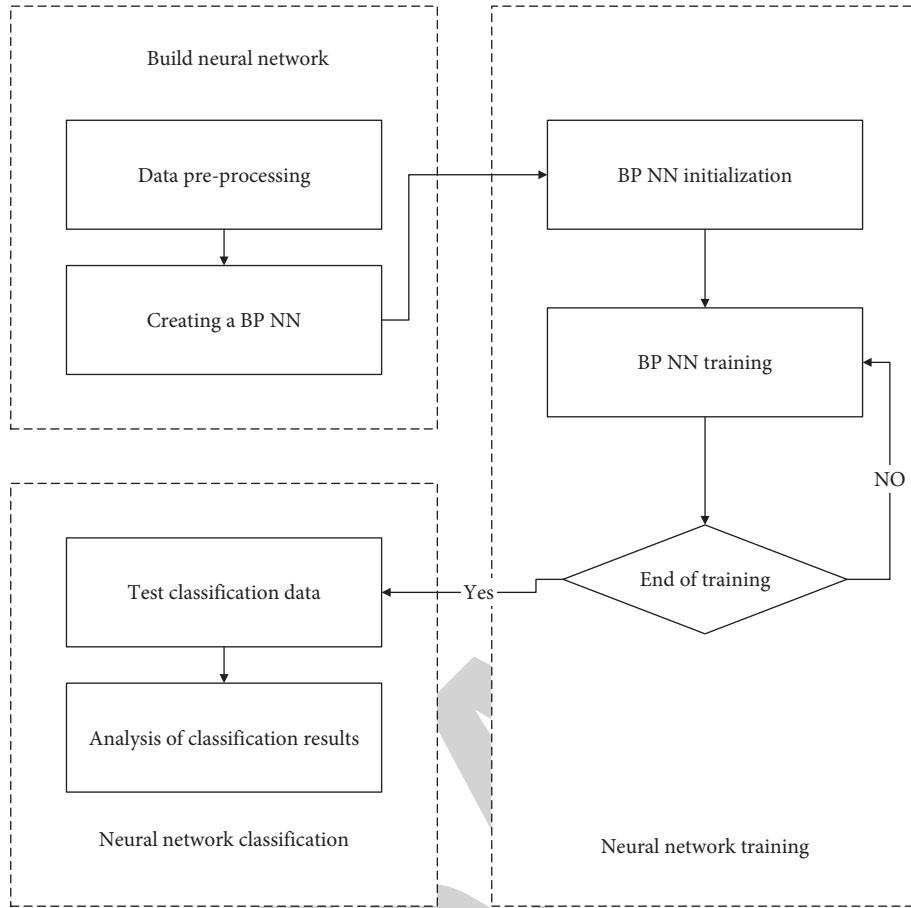 Build neural network
Data pre-processing
Creating a BP NN
BP NN initialization
BP NN training
NO
End of training
Yes
Test classification data
Analysis of classification results
Neural network classification
Neural network training